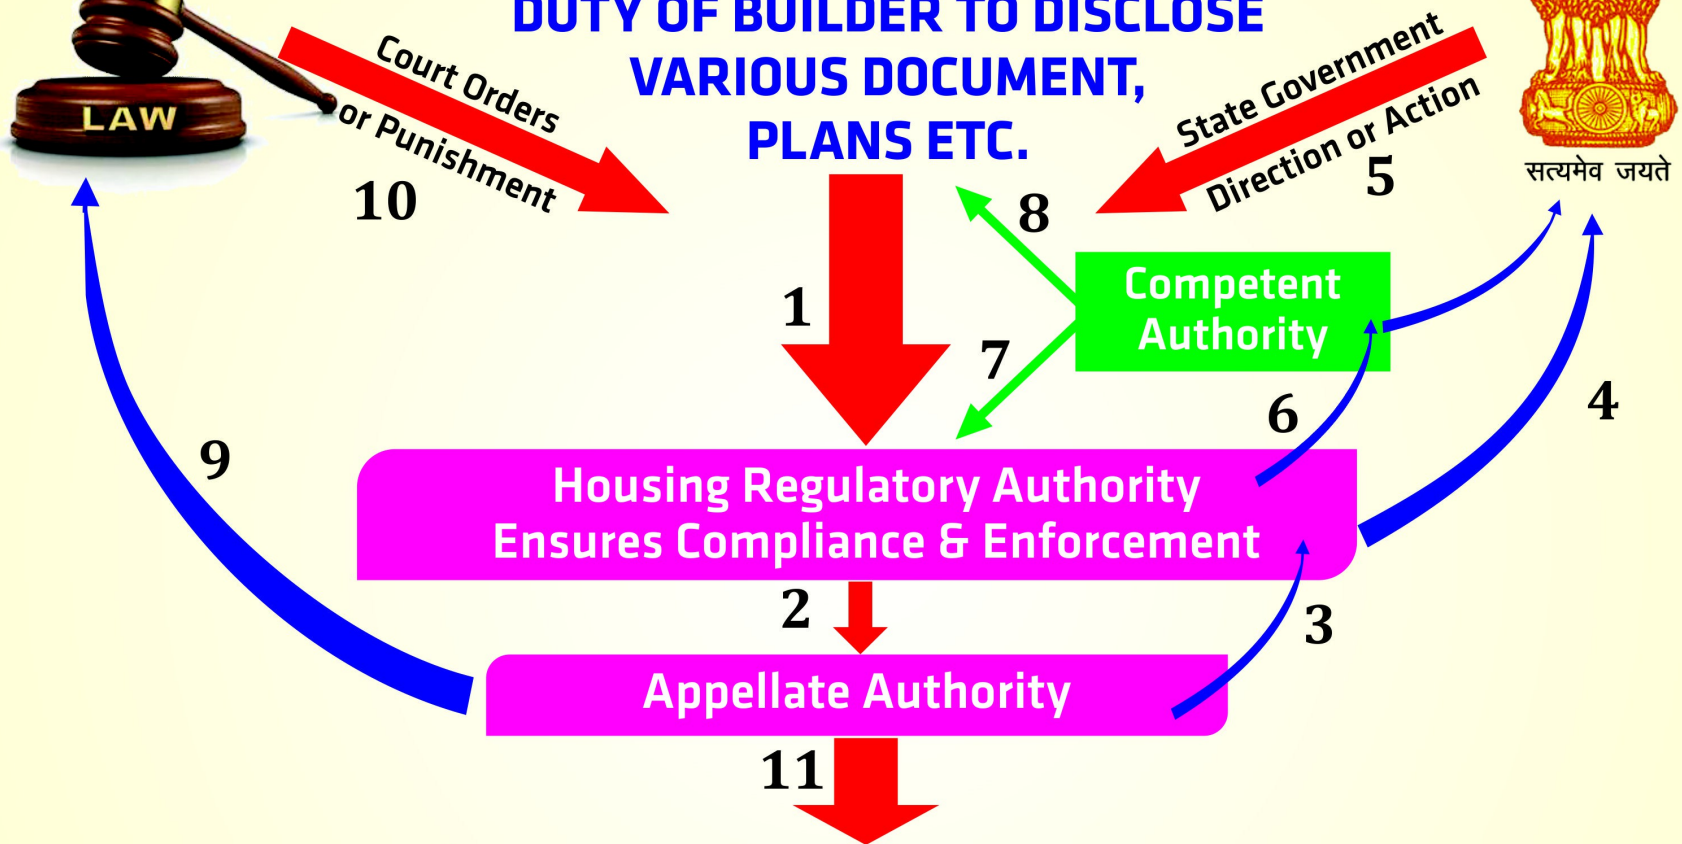 DUTY OF BUILDER TO DISCLOSE
VARIOUS DOCUMENT,
PLANS ETC.
LAW
Court Orders
or Punishment
10
State Government
Direction or Action
5
सत्यमेव जयते
8
1
Competent
Authority
7
6
4
9
Housing Regulatory Authority
Ensures Compliance & Enforcement
2
3
Appellate Authority
11